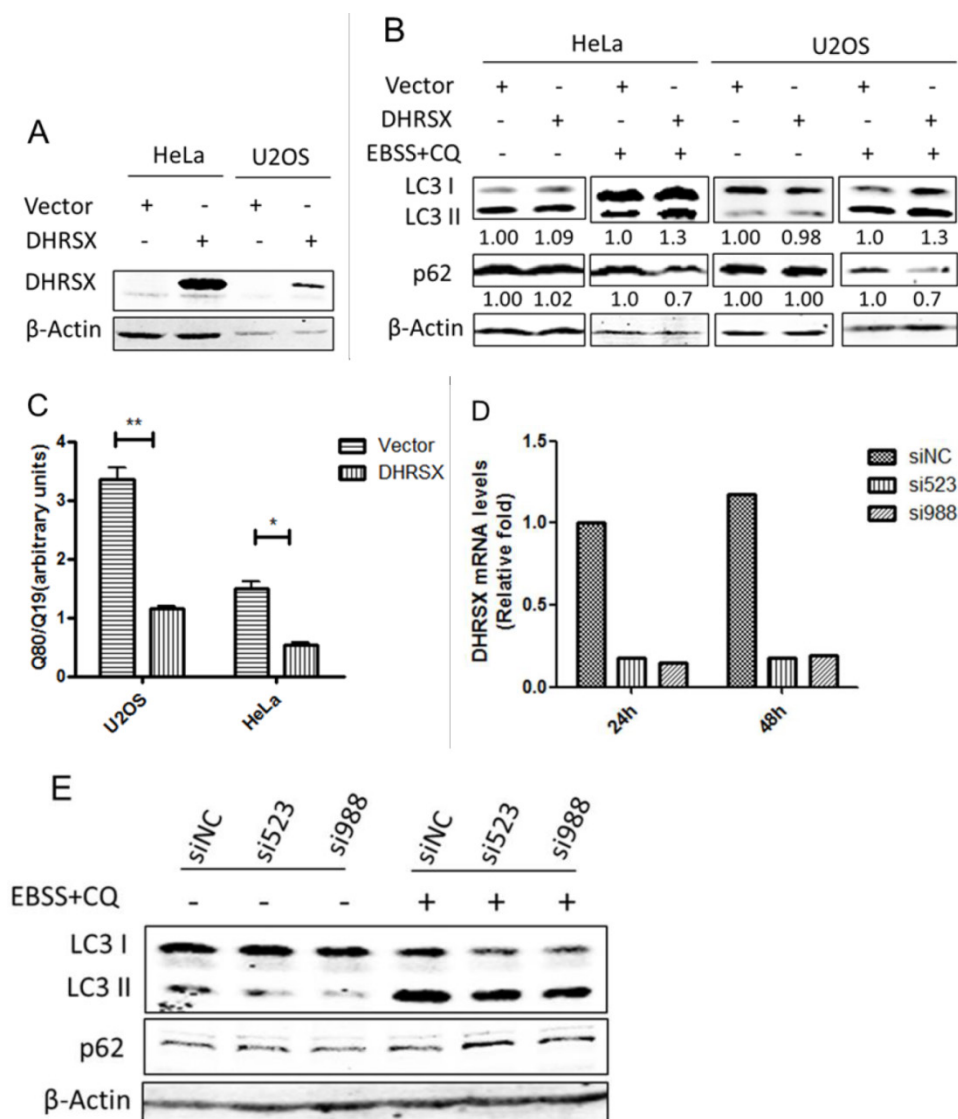 A
HeLa U2OS
Vector + - + -
DHRSX - + - +
DHRSX
β-Actin
B
HeLa U2OS
Vector + - + - + - + -
DHRSX - + - + - + - +
EBSS+CQ - - + + - - + +
LC3 I
LC3 II
1.00 1.09 1.0 1.3 1.00 0.98 1.0 1.3
p62
1.00 1.02 1.0 0.7 1.00 1.00 1.0 0.7
β-Actin
C
Q80/Q19(arbitrary units)
4
3
2
1
0
**
*
Vector
DHRSX
U2OS HeLa
D
DHRSX mRNA levels
(Relative fold)
1.5
1.0
0.5
0.0
siNC
si523
si988
24h 48h
E
siNC si523 si988 siNC si523 si988
EBSS+CQ - - - + + +
LC3 I
LC3 II
p62
β-Actin